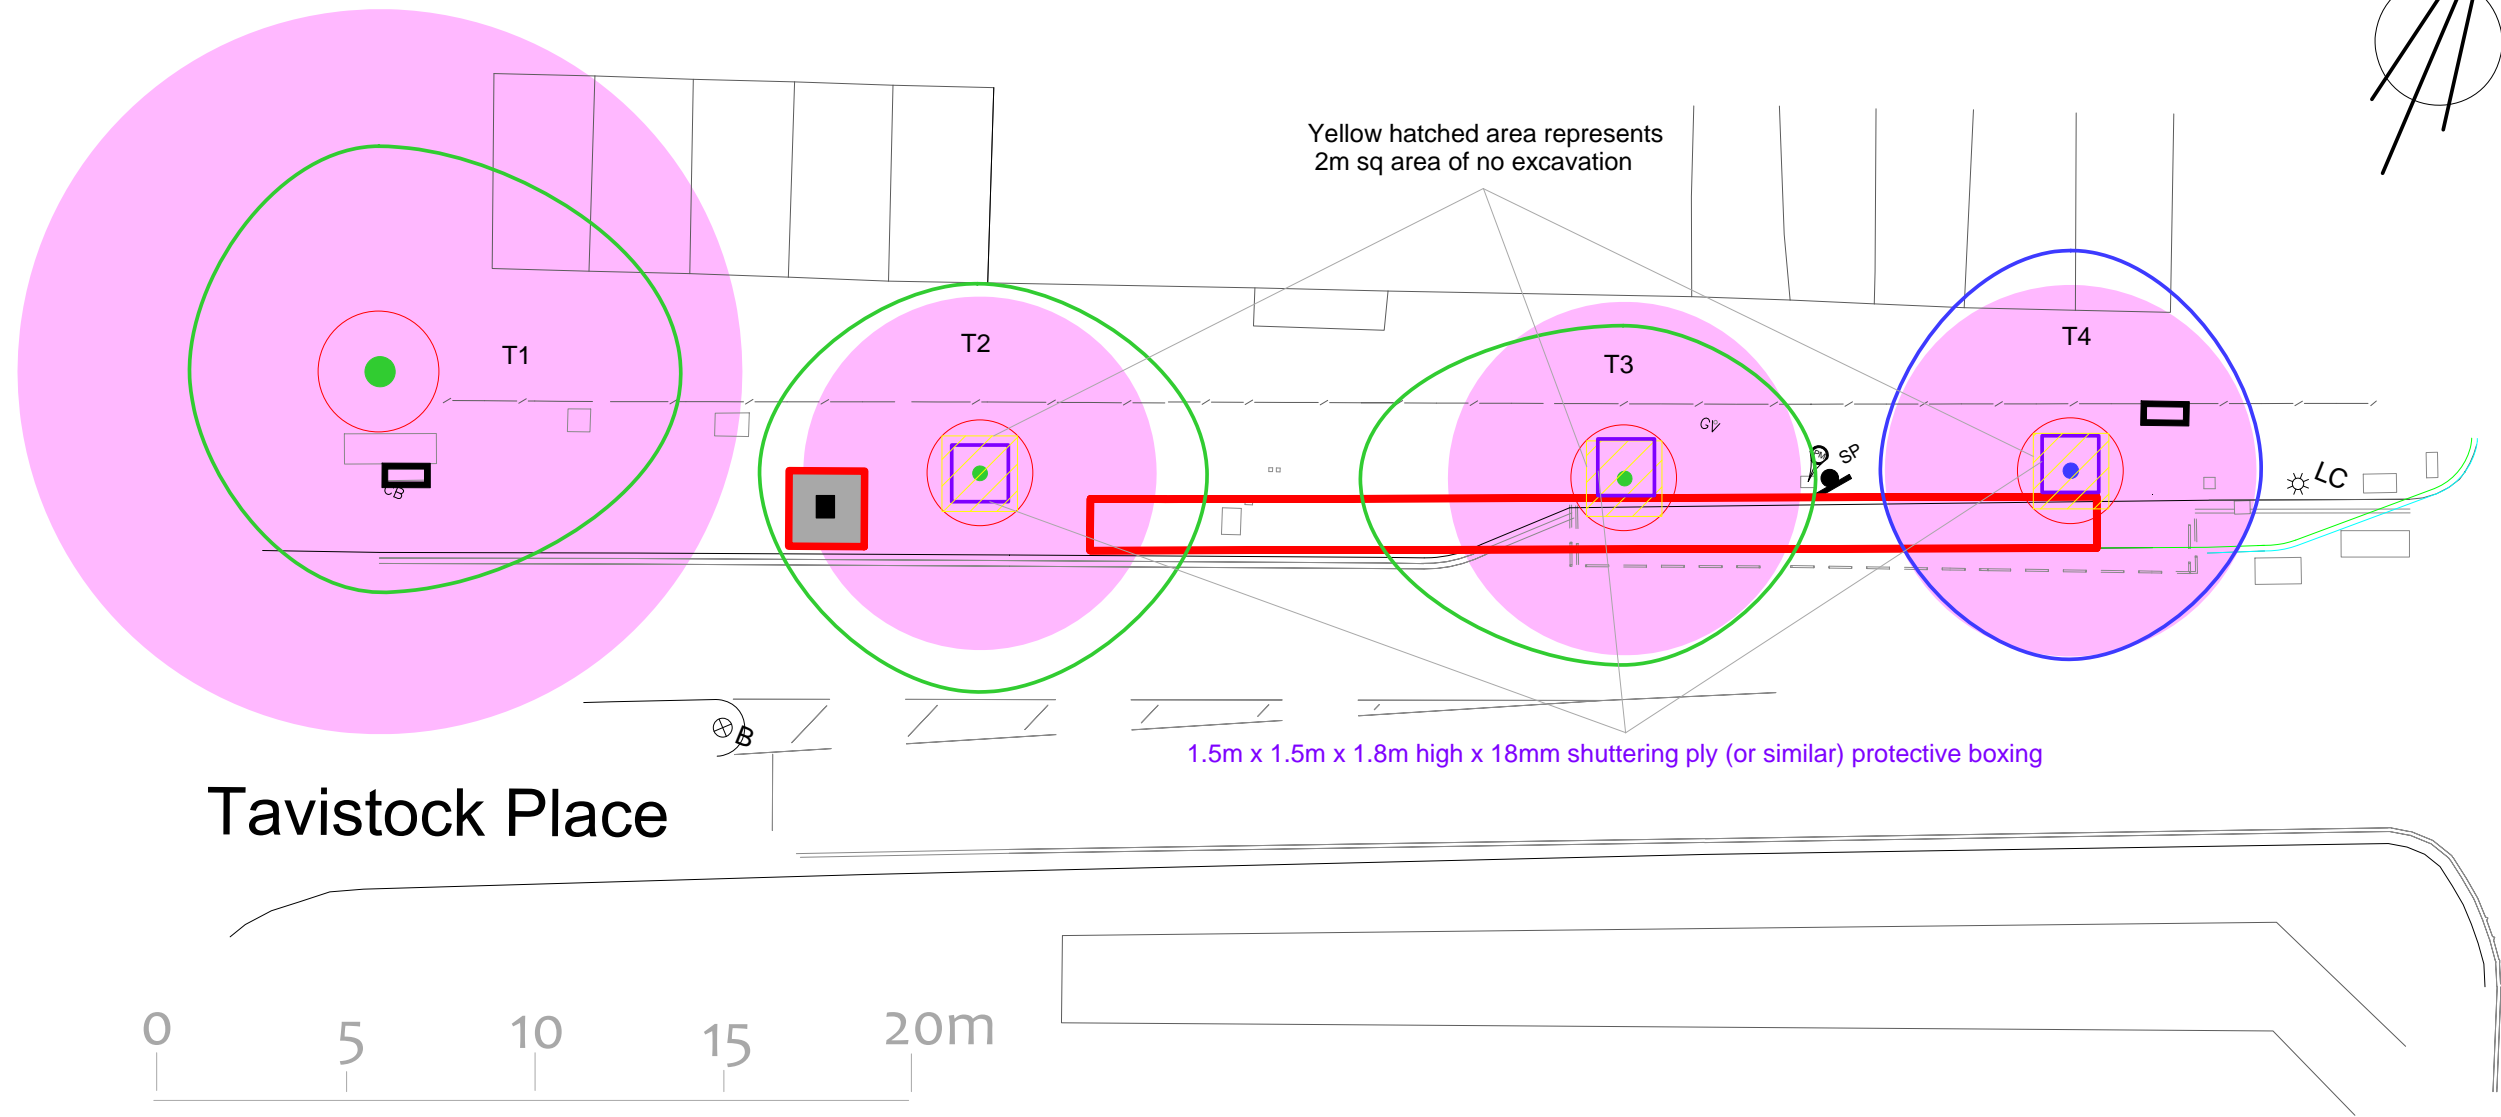 Yellow hatched area represents
2m sq area of no excavation
T1
T2
T3
T4
CB
GV
PM
SP
LC
B
1.5m x 1.5m x 1.8m high x 18mm shuttering ply (or similar) protective boxing
Tavistock Place
0 5 10 15 20m